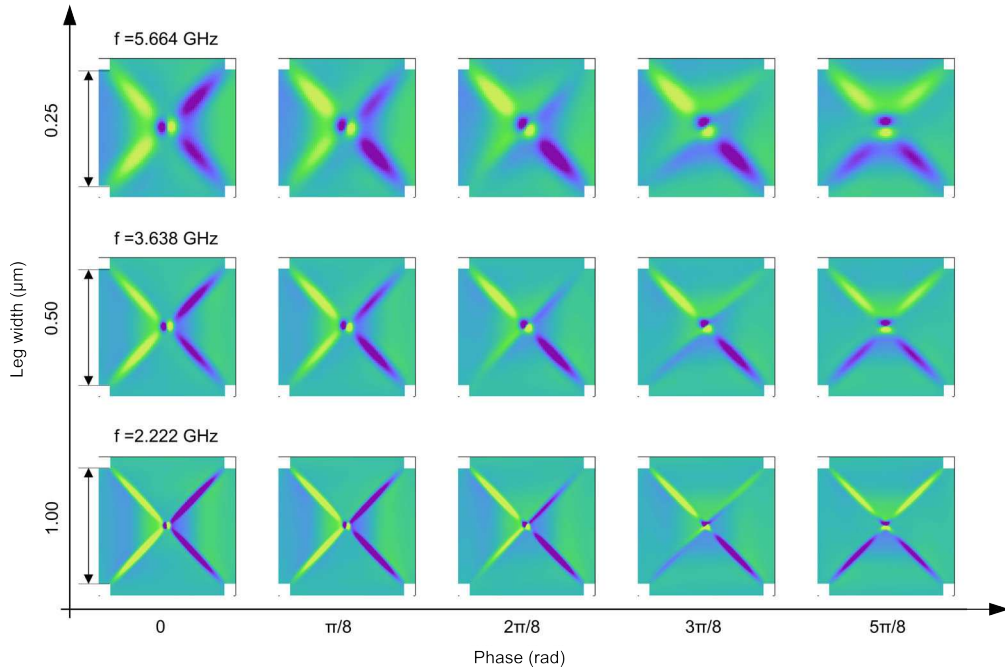 f =5.664 GHz
0.25
f =3.638 GHz
0.50
Leg width (μm)
f =2.222 GHz
1.00
0
π/8
2π/8
3π/8
5π/8
Phase (rad)